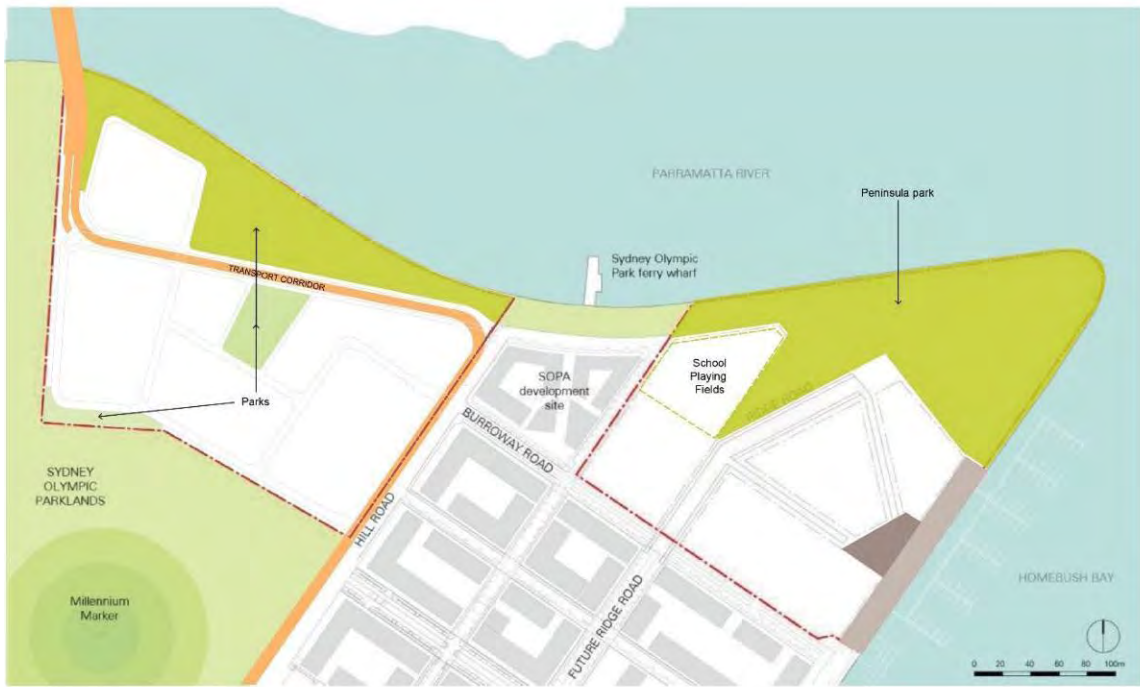 PARRAMATTA RIVER
Peninsula park
Sydney Olympic
Park ferry wharf
TRANSPORT CORRIDOR
School
Playing
Fields
RIDGE ROAD
SOPA
development
site
Parks
BURROWAY ROAD
SYDNEY
OLYMPIC
PARKLANDS
HILL ROAD
HOMEBUSH BAY
Millennium
Marker
FUTURE RIDGE ROAD
0 20 40 60 80 100m